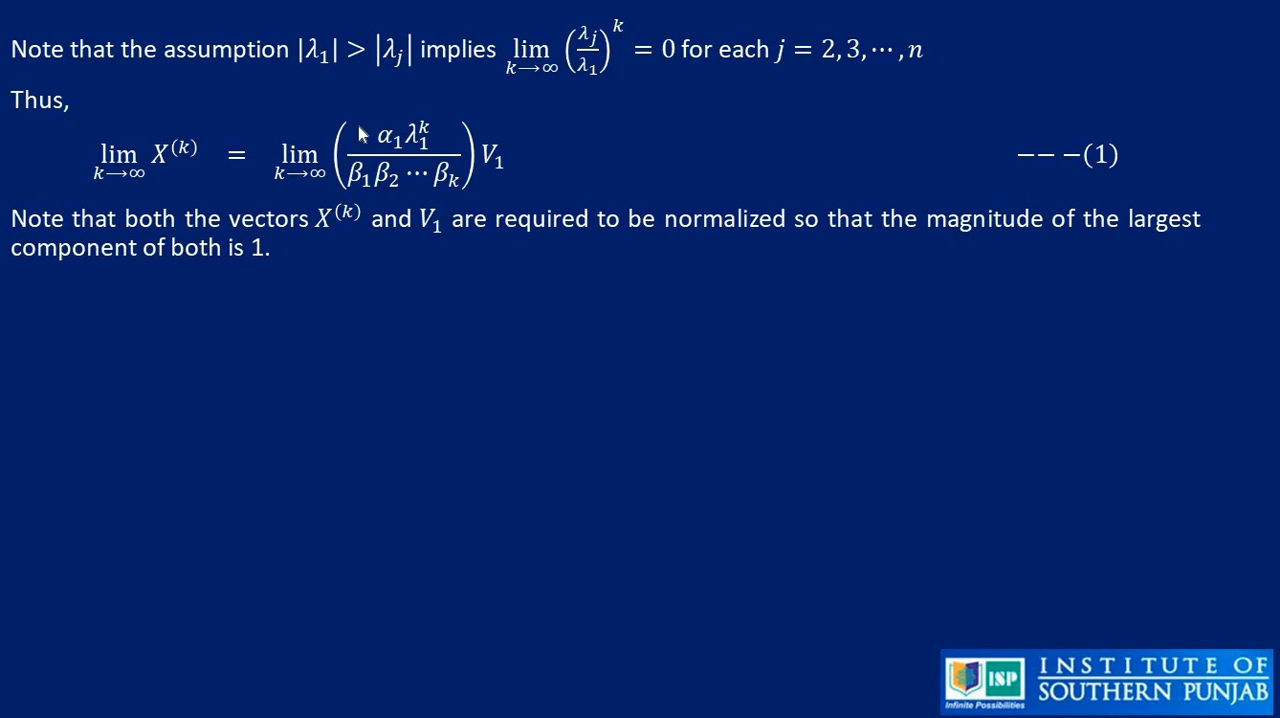 Note that the assumption |λ₁| > |λⱼ| implies lim_{k→∞} (λⱼ/λ₁)^k = 0 for each j = 2, 3, ⋯ , n
Thus,
lim_{k→∞} X^(k) = lim_{k→∞} (α₁λ₁^k / β₁β₂ ⋯ βₖ) V₁ −− −(1)
Note that both the vectors X^(k) and V₁ are required to be normalized so that the magnitude of the largest
component of both is 1.
ISP
Infinite Possibilities
INSTITUTE OF
SOUTHERN PUNJAB